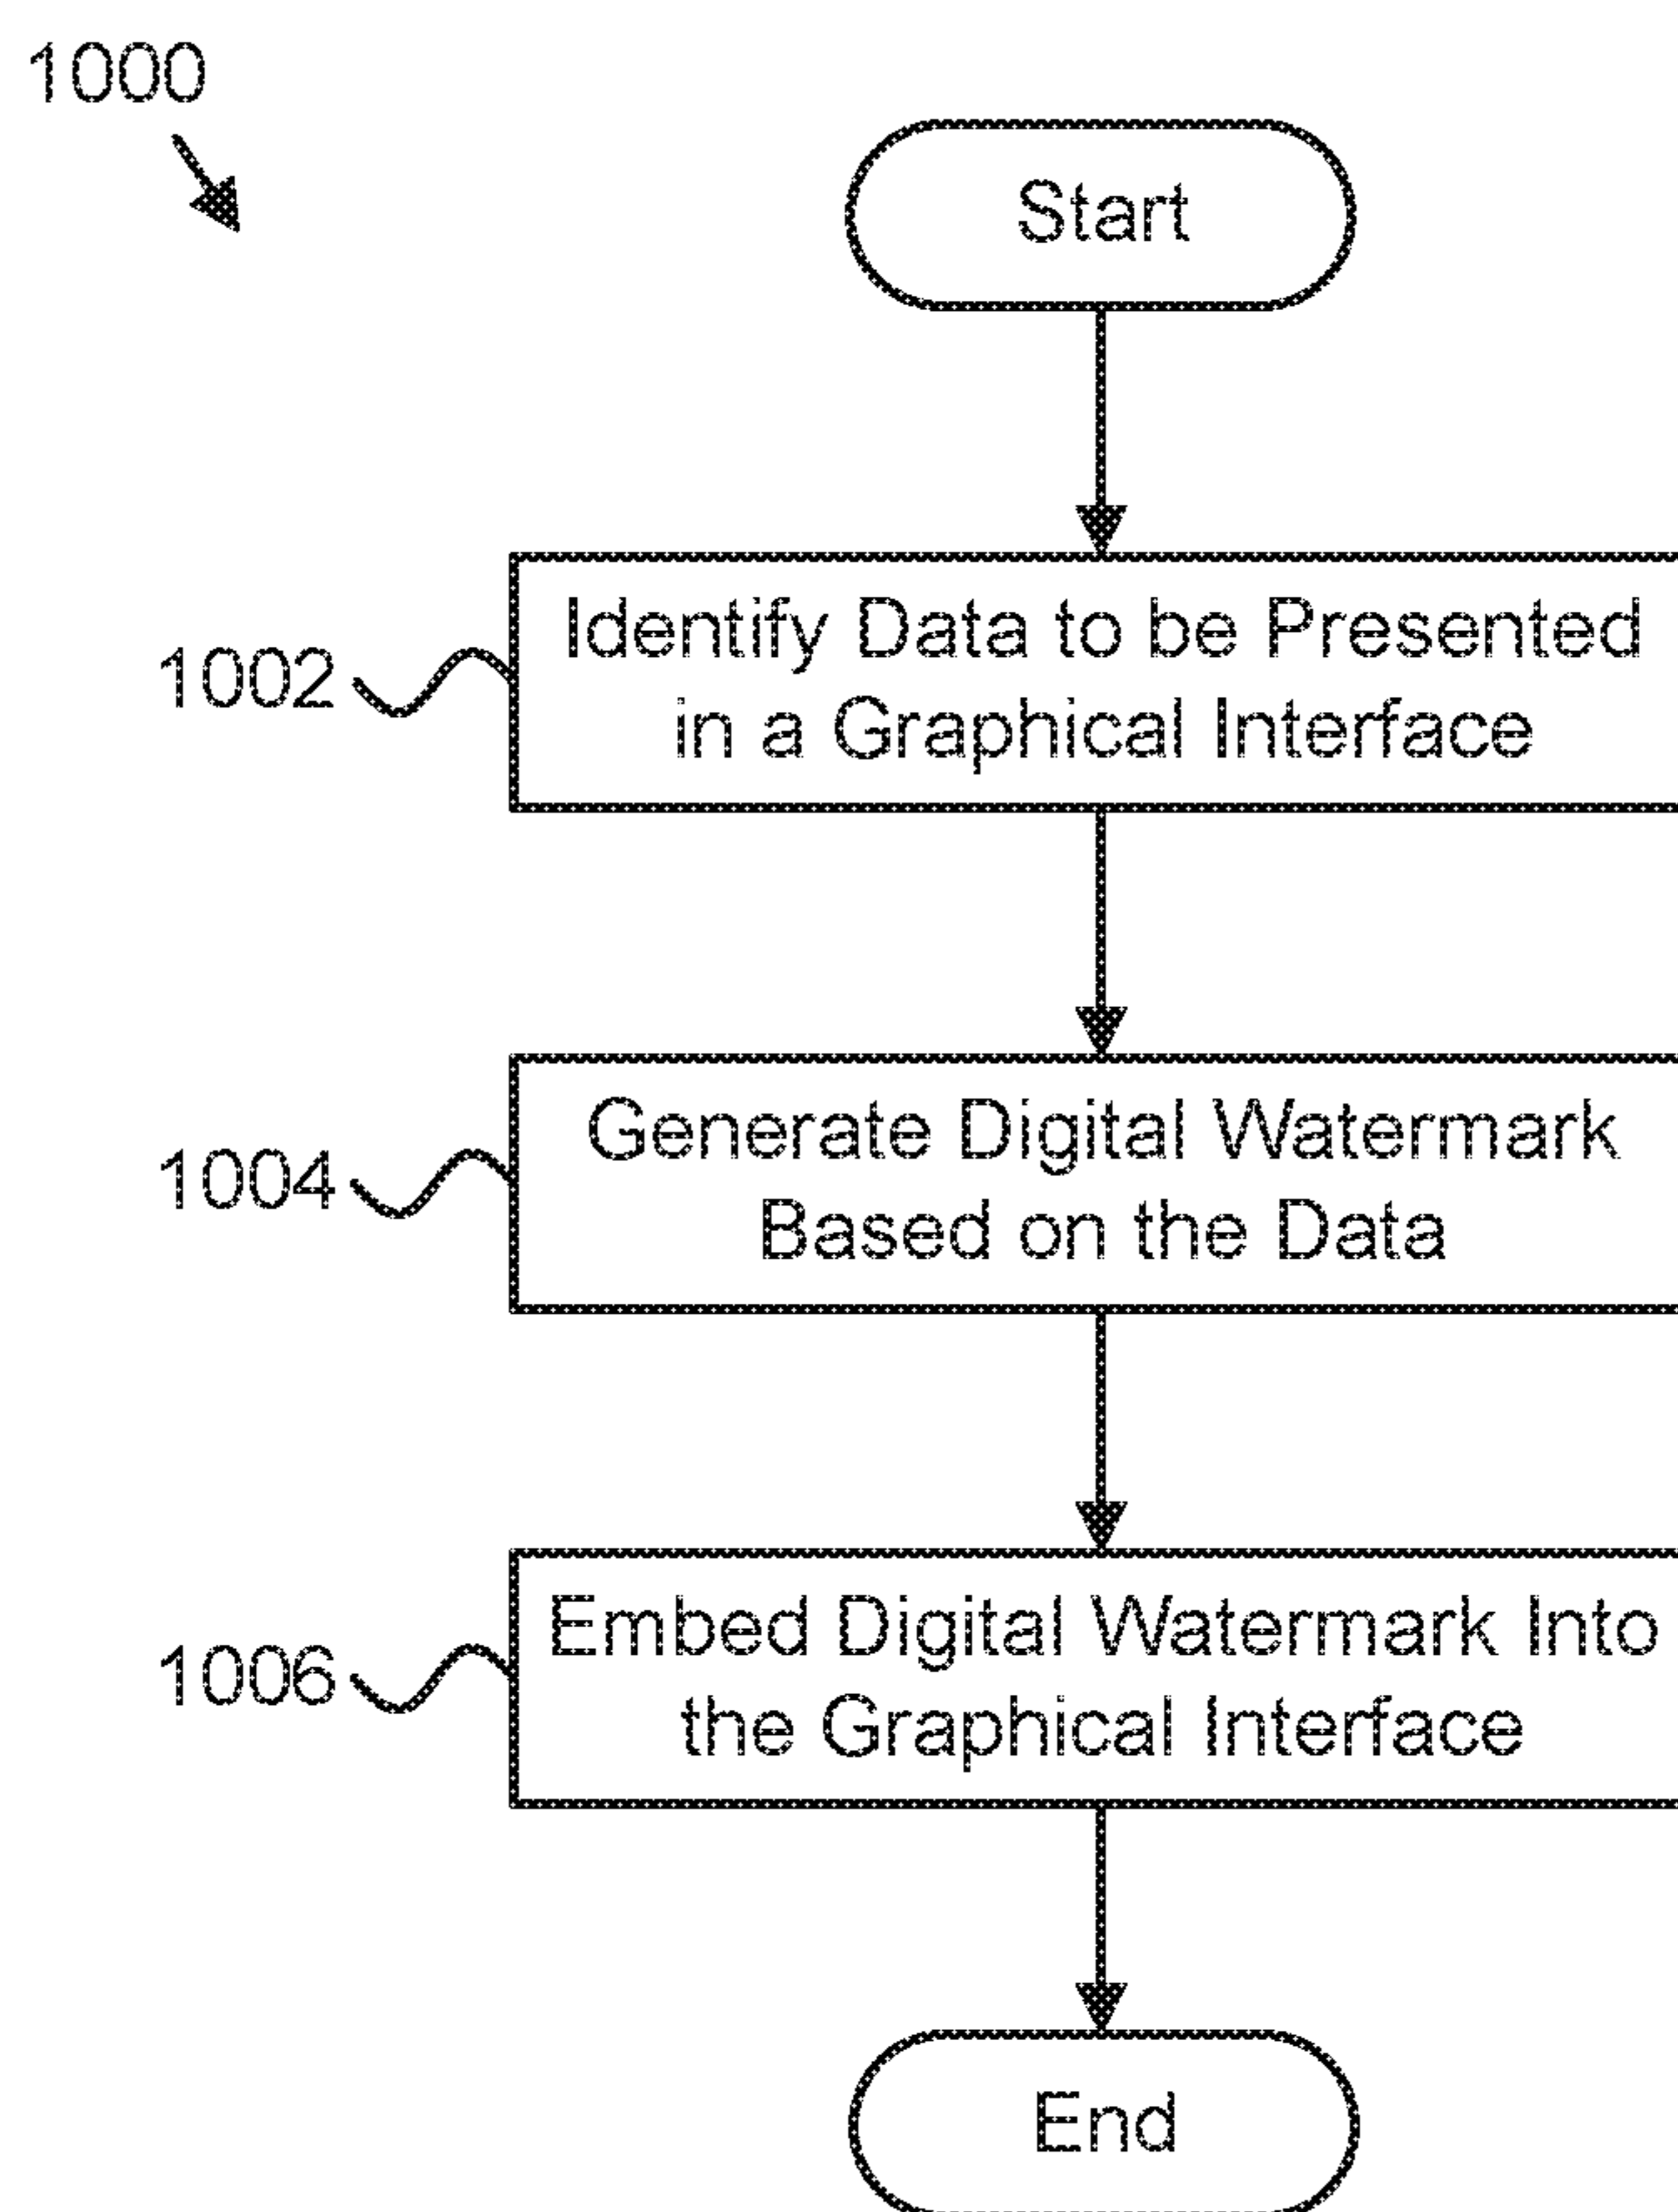 1000
Start
1002
Identify Data to be Presented
in a Graphical Interface
1004
Generate Digital Watermark
Based on the Data
1006
Embed Digital Watermark Into
the Graphical Interface
End